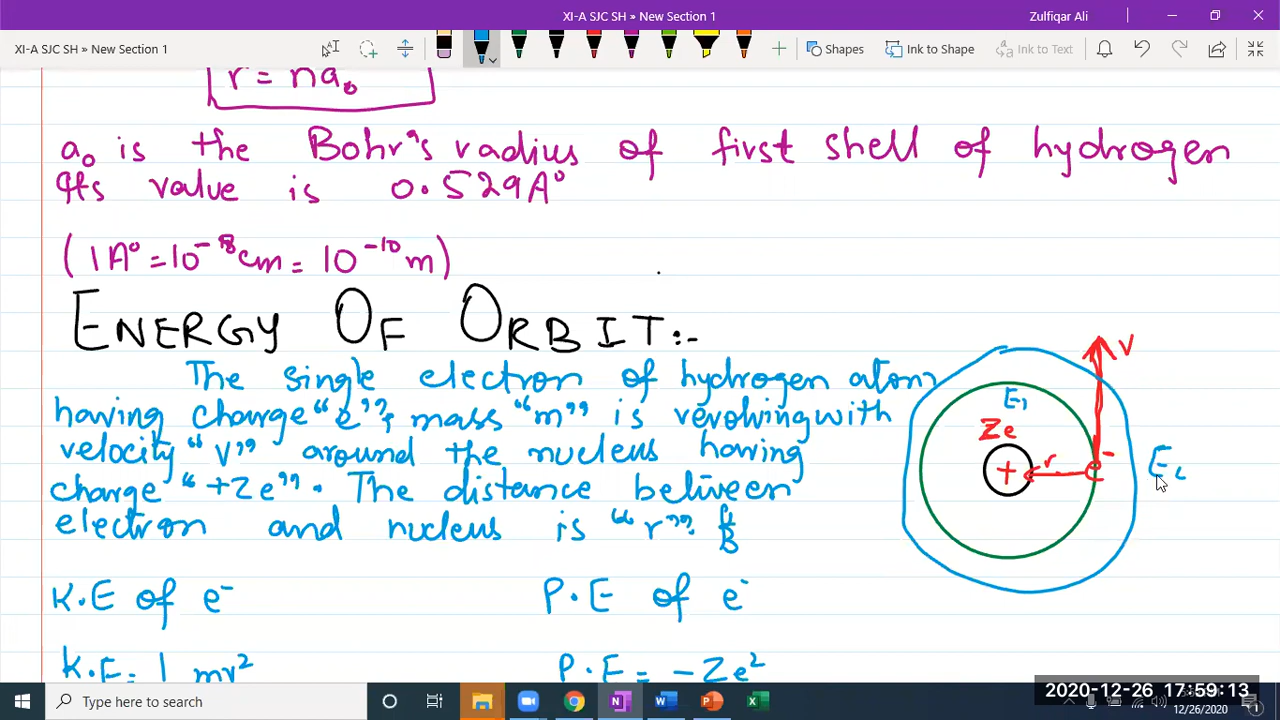 XI-A SJC SH » New Section 1
Zulfiqar Ali
XI-A SJC SH » New Section 1
Shapes
Ink to Shape
Ink to Text
r = na₀
a₀ is the Bohr's radius of first shell of hydrogen
Its value is 0.529A°
(1A°=10⁻⁸cm = 10⁻¹⁰m)
ENERGY OF ORBIT:-
The single electron of hydrogen atom
having charge "e", mass "m" is revolving with
velocity "v" around the nucleus having
charge "+Ze". The distance between
electron and nucleus is "r".
V
E₁
Ze
+
r
e⁻
K.E of e⁻
P.E of e⁻
K.E = 1 mv²
P.E = -Ze²
Type here to search
2020-12-26 17:59:13
12/26/2020